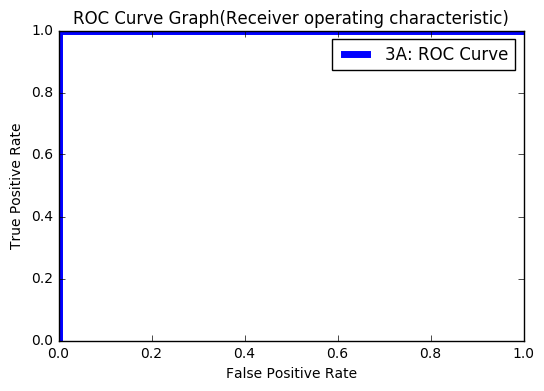 ROC Curve Graph(Receiver operating characteristic)
1.0
3A: ROC Curve
0.8
0.6
True Positive Rate
0.4
0.2
0.0
0.0 0.2 0.4 0.6 0.8 1.0
False Positive Rate